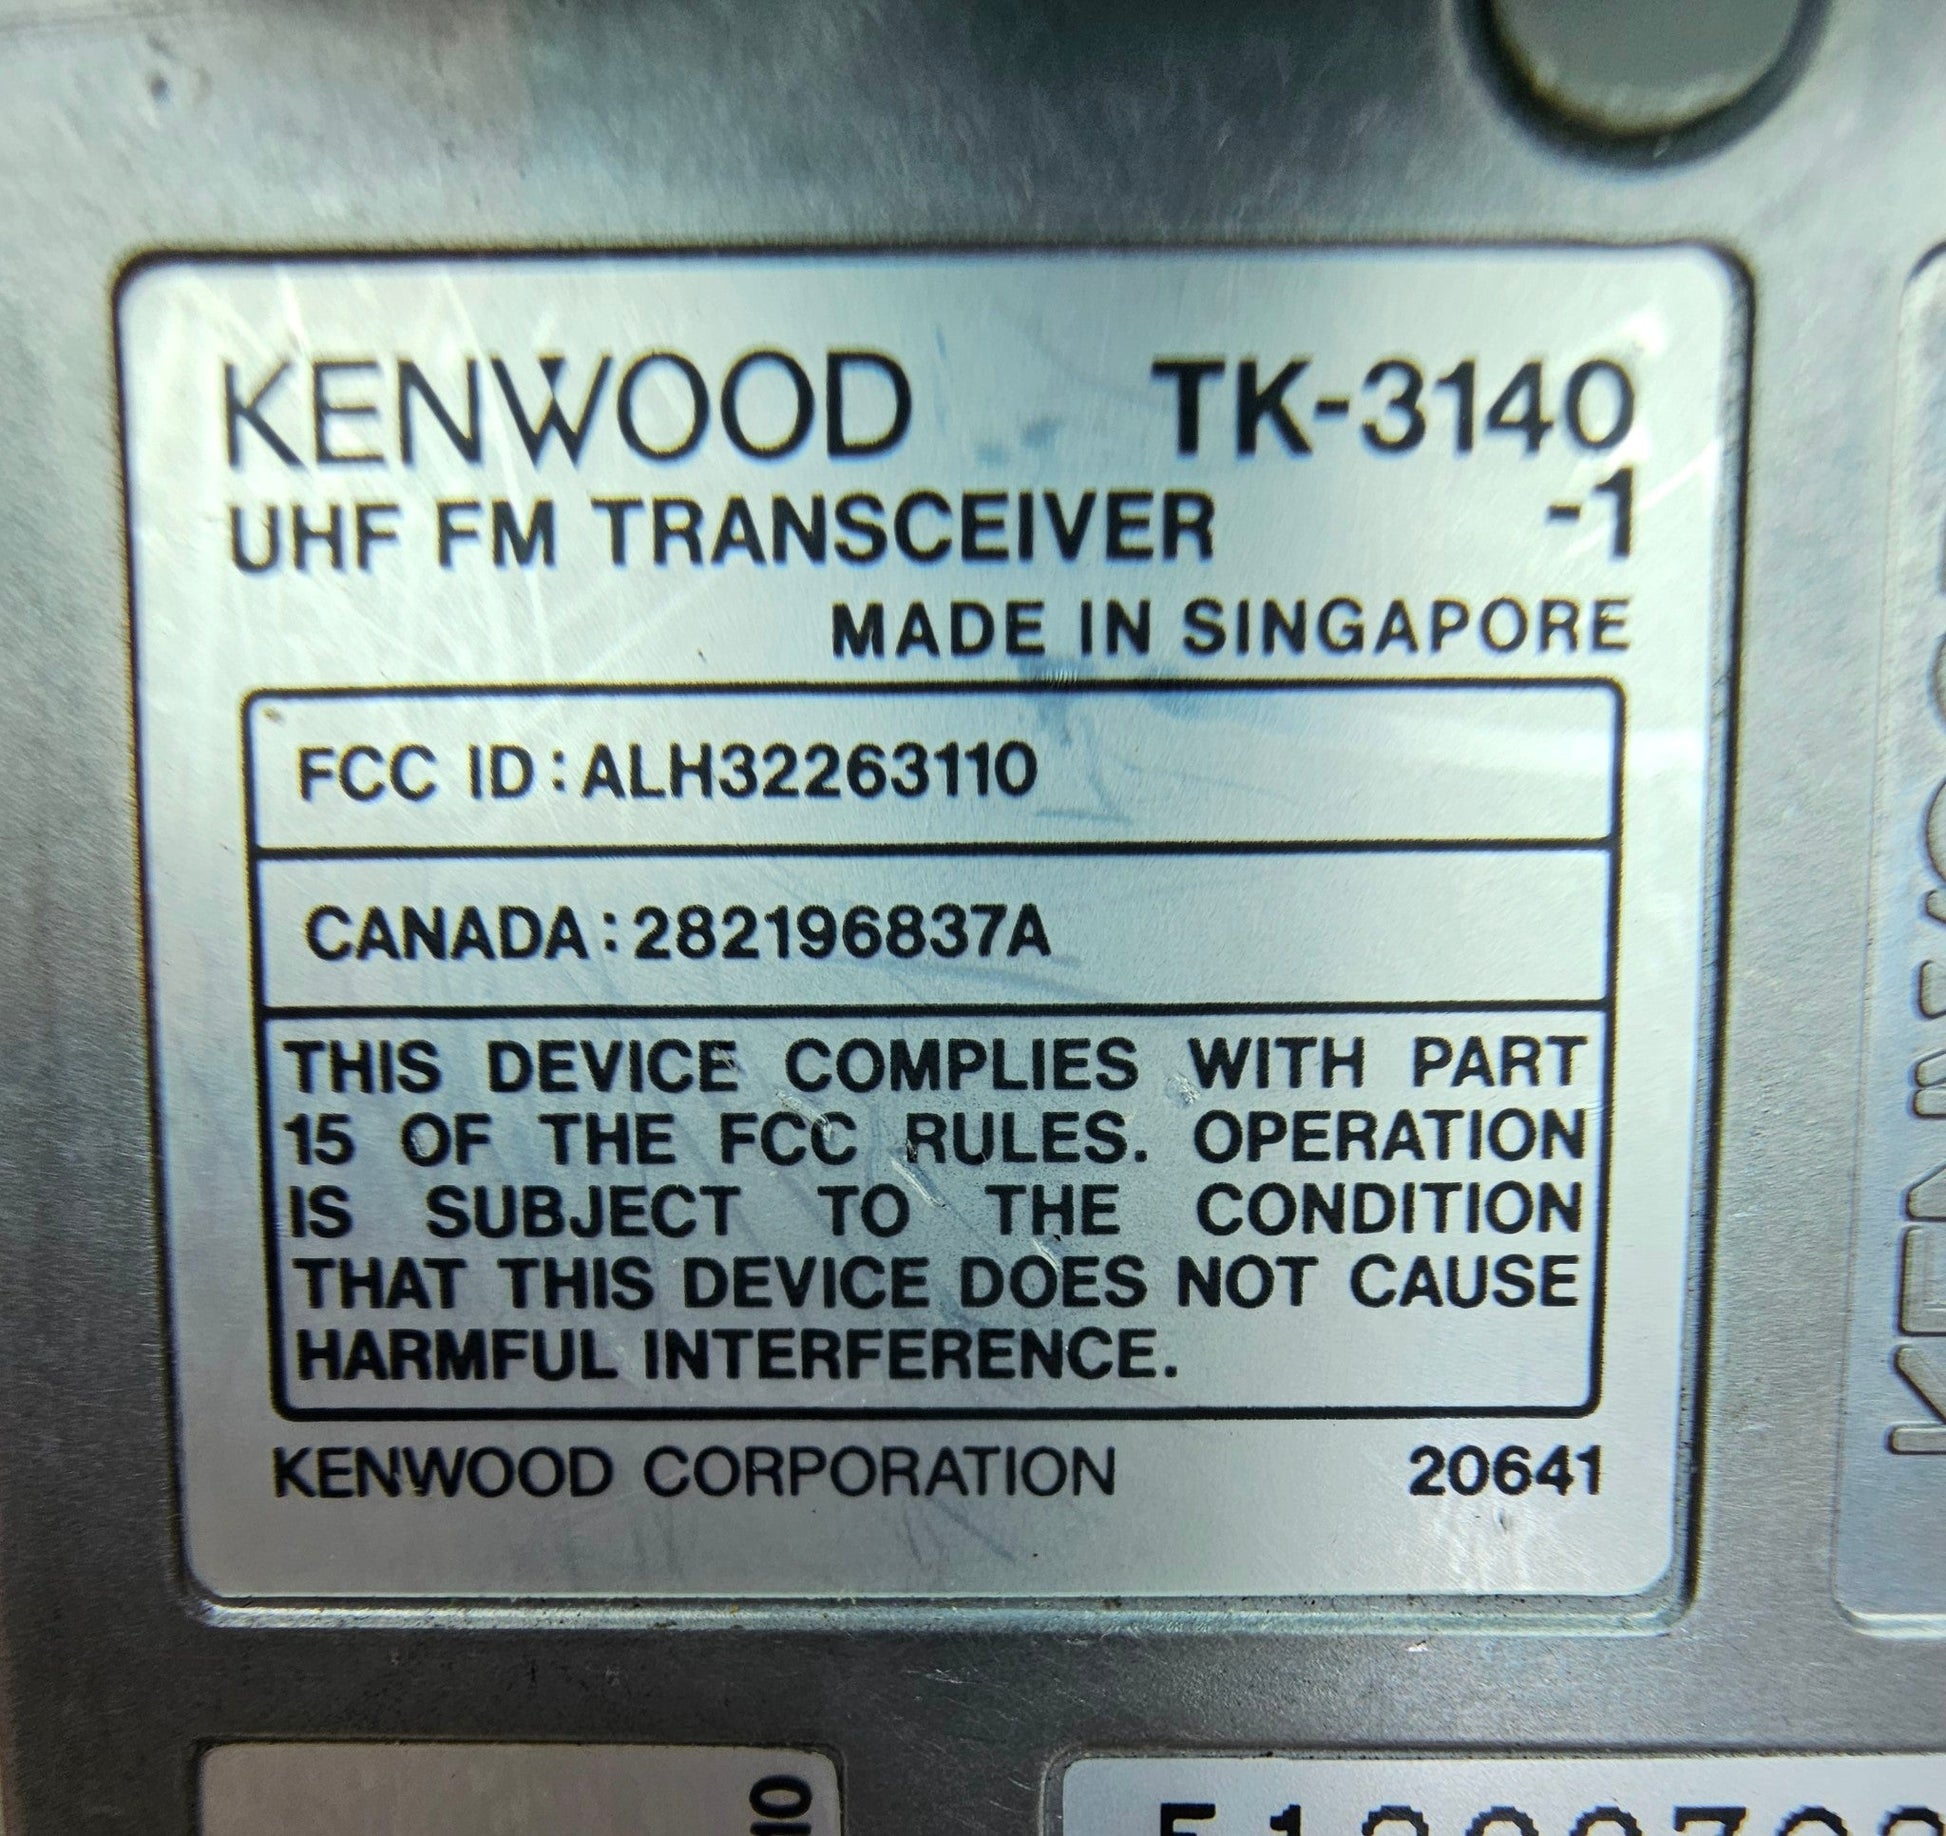 KENWOOD TK-3140
UHF FM TRANSCEIVER -1
MADE IN SINGAPORE
FCC ID:ALH32263110
CANADA:282196837A
THIS DEVICE COMPLIES WITH PART
15 OF THE FCC RULES. OPERATION
IS SUBJECT TO THE CONDITION
THAT THIS DEVICE DOES NOT CAUSE
HARMFUL INTERFERENCE.
KENWOOD CORPORATION 20641